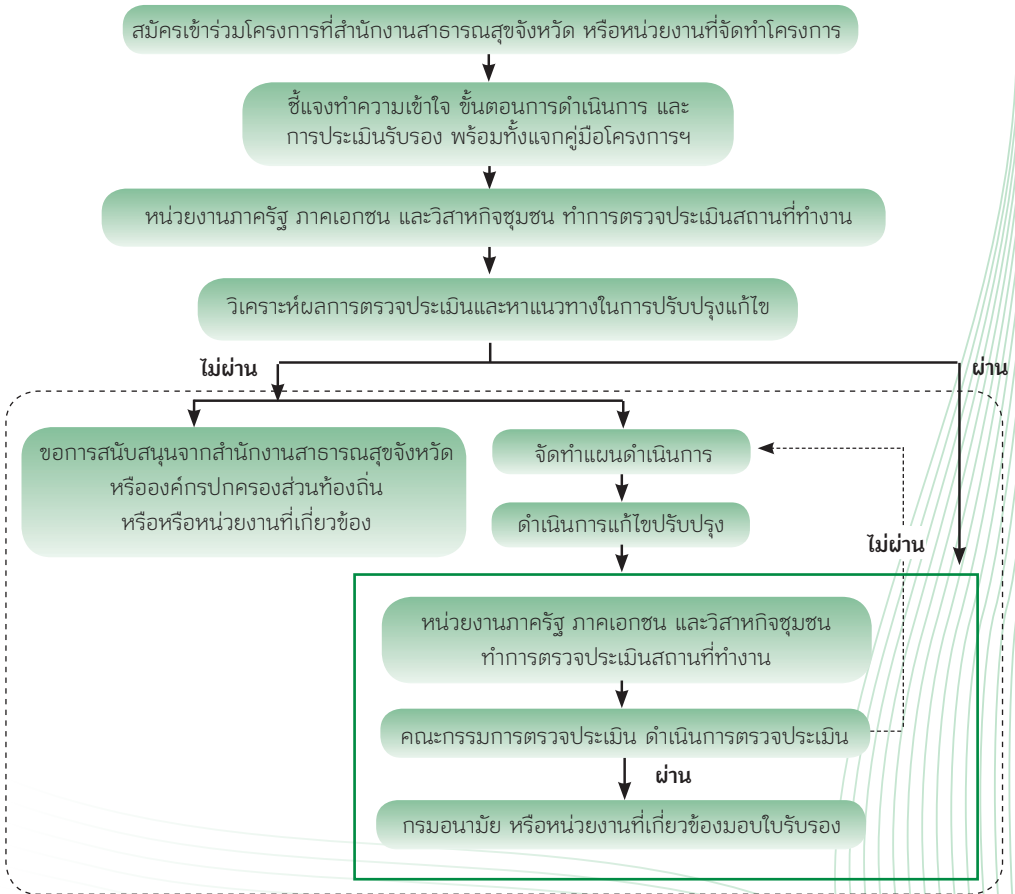 สมัครเข้าร่วมโครงการที่สำนักงานสาธารณสุขจังหวัด หรือหน่วยงานที่จัดทำโครงการ
ชี้แจงทำความเข้าใจ ขั้นตอนการดำเนินการ และ
การประเมินรับรอง พร้อมทั้งแจกคู่มือโครงการฯ
หน่วยงานภาครัฐ ภาคเอกชน และวิสาหกิจชุมชน ทำการตรวจประเมินสถานที่ทำงาน
วิเคราะห์ผลการตรวจประเมินและหาแนวทางในการปรับปรุงแก้ไข
ไม่ผ่าน
ผ่าน
ขอการสนับสนุนจากสำนักงานสาธารณสุขจังหวัด
หรือองค์กรปกครองส่วนท้องถิ่น
หรือหรือหน่วยงานที่เกี่ยวข้อง
จัดทำแผนดำเนินการ
ดำเนินการแก้ไขปรับปรุง
ไม่ผ่าน
หน่วยงานภาครัฐ ภาคเอกชน และวิสาหกิจชุมชน
ทำการตรวจประเมินสถานที่ทำงาน
คณะกรรมการตรวจประเมิน ดำเนินการตรวจประเมิน
ผ่าน
กรมอนามัย หรือหน่วยงานที่เกี่ยวข้องมอบใบรับรอง